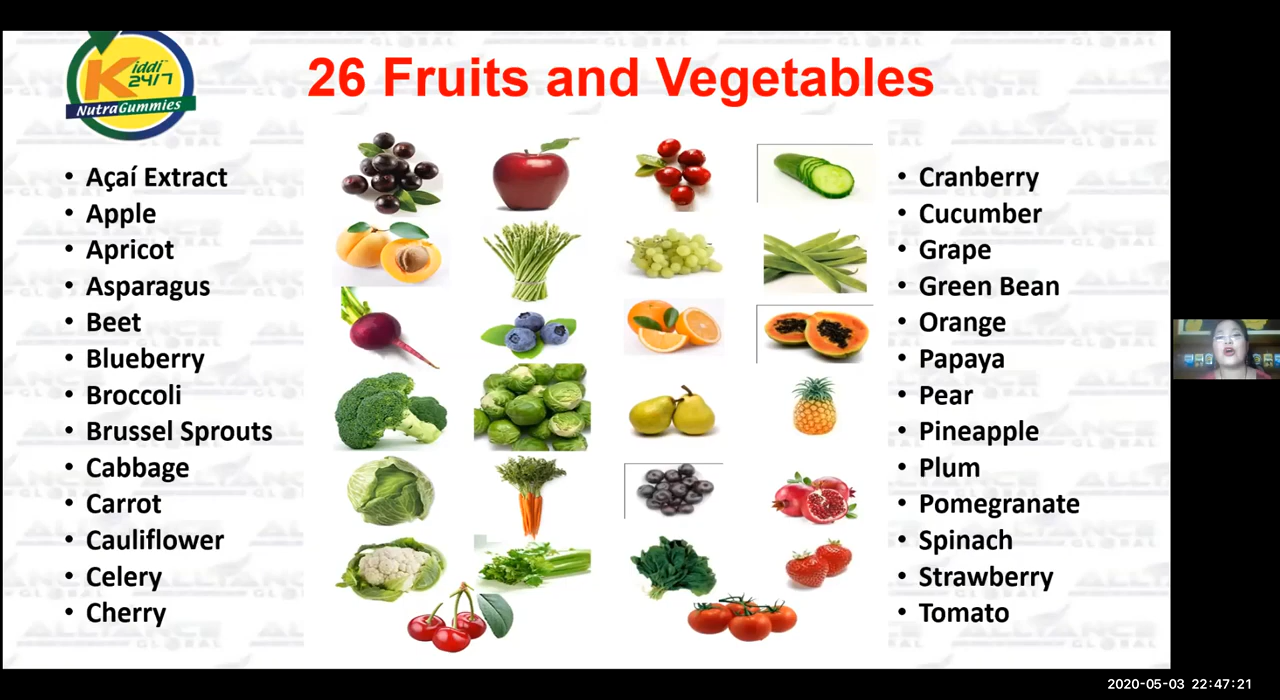 Kiddi 24/7
NutraGummies
26 Fruits and Vegetables
• Açaí Extract
• Apple
• Apricot
• Asparagus
• Beet
• Blueberry
• Broccoli
• Brussel Sprouts
• Cabbage
• Carrot
• Cauliflower
• Celery
• Cherry
• Cranberry
• Cucumber
• Grape
• Green Bean
• Orange
• Papaya
• Pear
• Pineapple
• Plum
• Pomegranate
• Spinach
• Strawberry
• Tomato
ALLIANCE
GLOBAL
2020-05-03 22:47:21